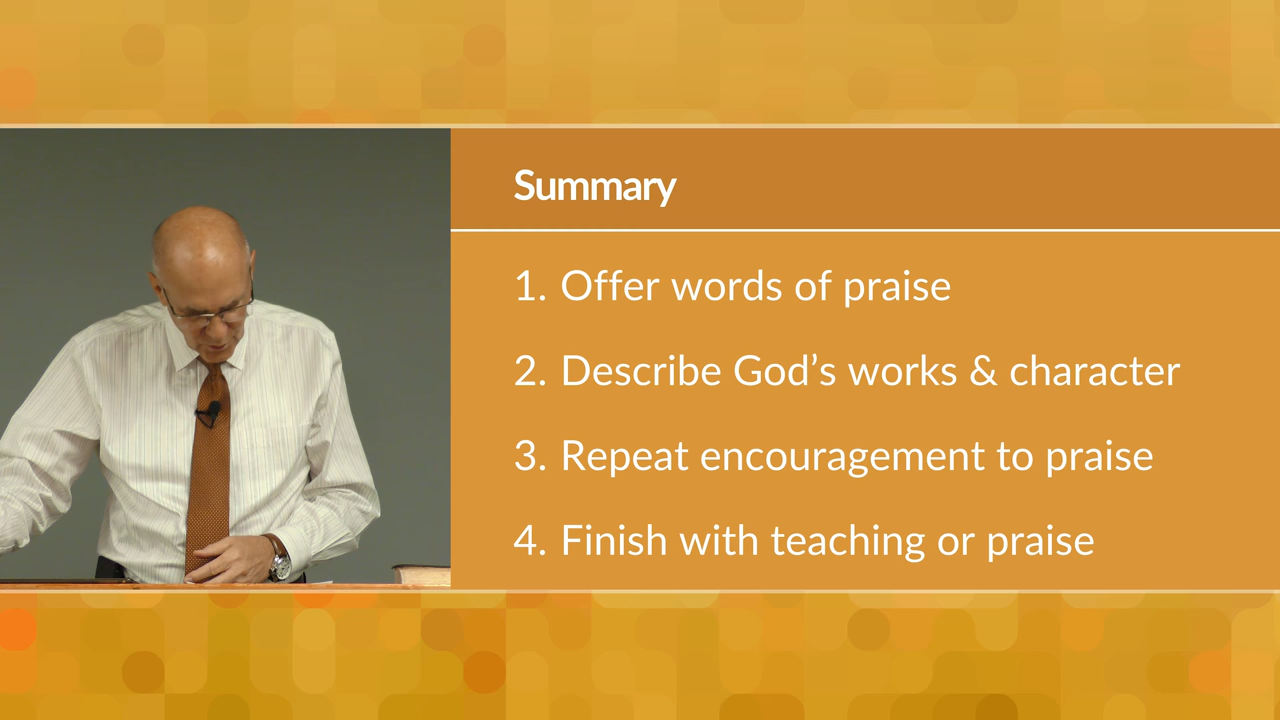 Summary
1. Offer words of praise
2. Describe God’s works & character
3. Repeat encouragement to praise
4. Finish with teaching or praise